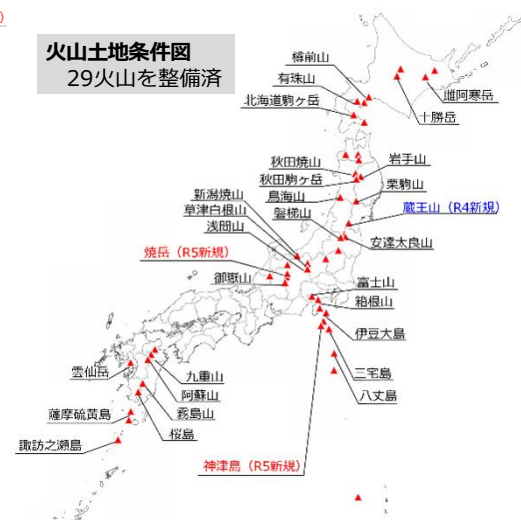 )
火山土地条件図
29火山を整備済
樽前山
有珠山
北海道駒ヶ岳
雌阿寒岳
十勝岳
秋田焼山
秋田駒ヶ岳
鳥海山
磐梯山
岩手山
栗駒山
蔵王山（R4新規）
安達太良山
新潟焼山
草津白根山
浅間山
焼岳（R5新規）
御嶽山
富士山
箱根山
伊豆大島
三宅島
八丈島
雲仙岳
九重山
阿蘇山
霧島山
桜島
薩摩硫黄島
諏訪之瀬島
神津島（R5新規）